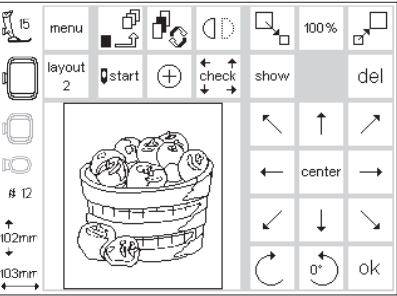 15 menu 100%
layout start check show del
2
center
# 12
102mm
103mm 0° ok